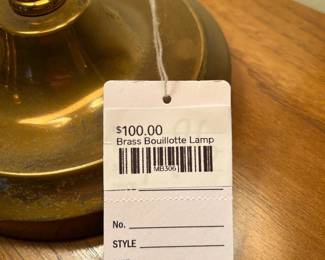 $100.00
Brass Bouillotte Lamp
MB306
No.
STYLE